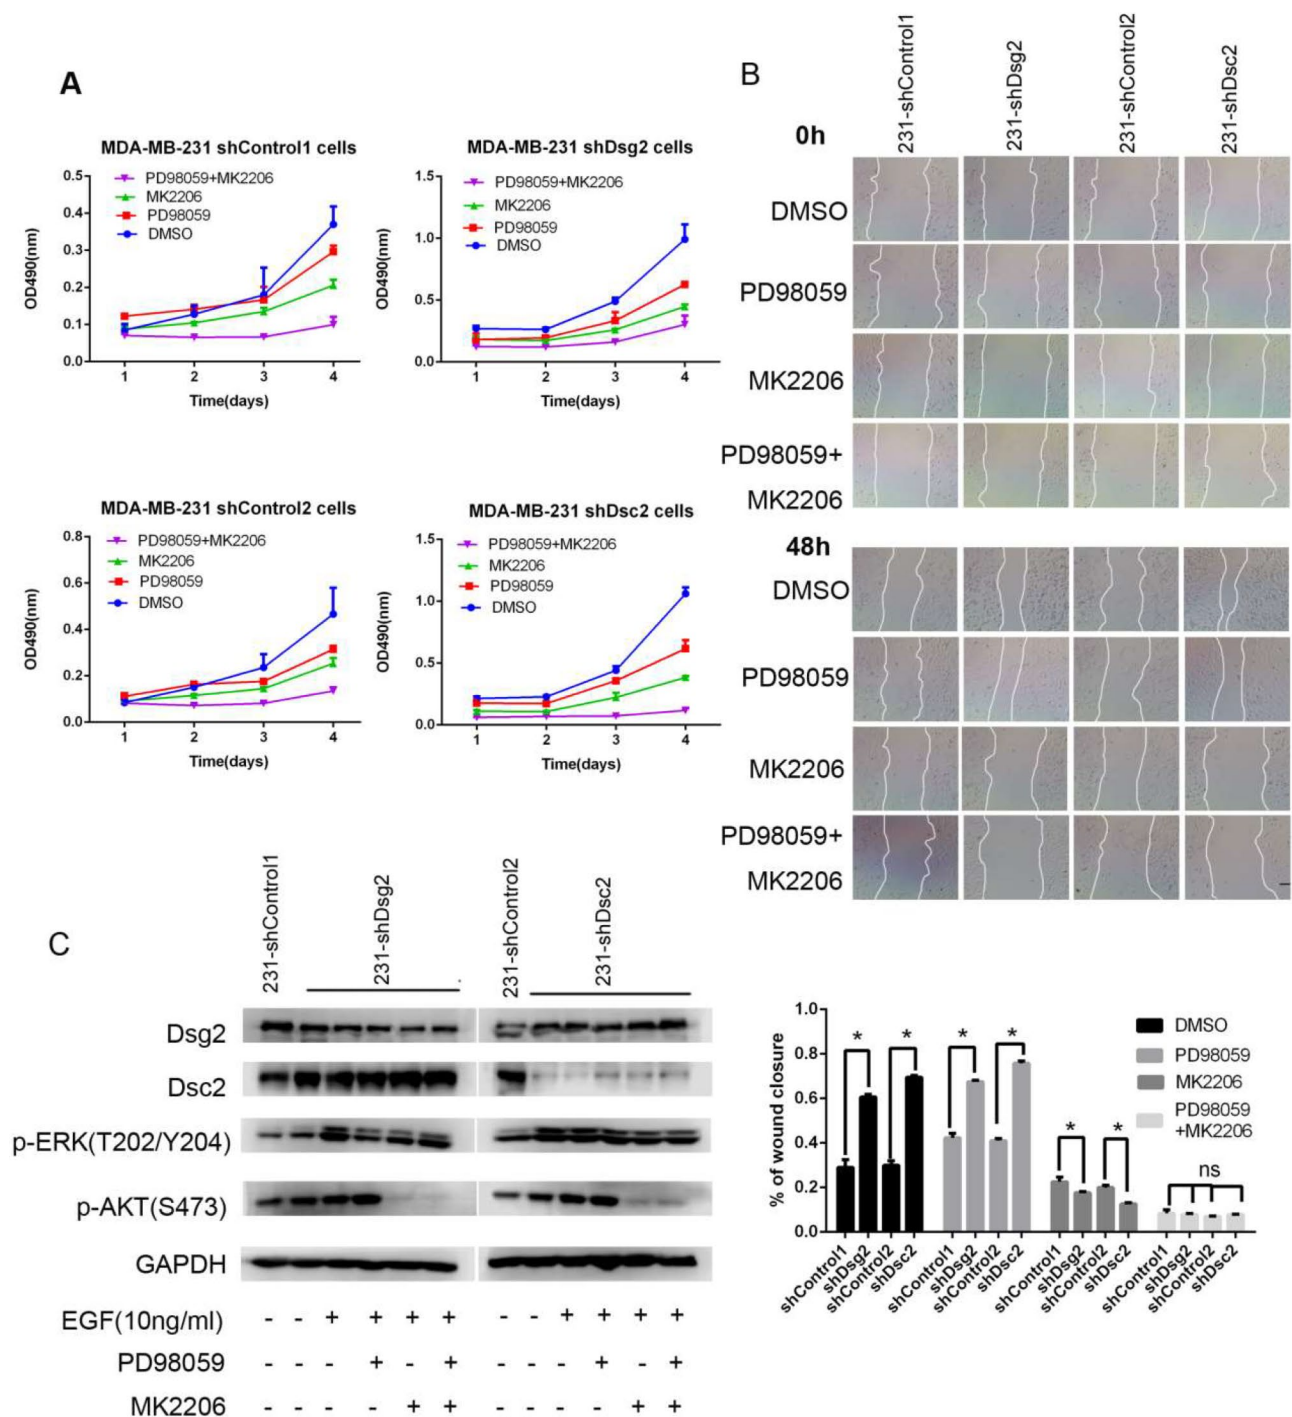 A
MDA-MB-231 shControl1 cells
OD490(nm)
0.5
0.4
0.3
0.2
0.1
0.0
PD98059+MK2206
MK2206
PD98059
DMSO
1 2 3 4
Time(days)
MDA-MB-231 shDsg2 cells
OD490(nm)
1.5
1.0
0.5
0.0
PD98059+MK2206
MK2206
PD98059
DMSO
1 2 3 4
Time(days)
MDA-MB-231 shControl2 cells
OD490(nm)
0.8
0.6
0.4
0.2
0.0
PD98059+MK2206
MK2206
PD98059
DMSO
1 2 3 4
Time(days)
MDA-MB-231 shDsc2 cells
OD490(nm)
1.5
1.0
0.5
0.0
PD98059+MK2206
MK2206
PD98059
DMSO
1 2 3 4
Time(days)
B
231-shControl1
231-shDsg2
231-shControl2
231-shDsc2
0h
DMSO
PD98059
MK2206
PD98059+
MK2206
48h
DMSO
PD98059
MK2206
PD98059+
MK2206
% of wound closure
1.0
0.8
0.6
0.4
0.2
0.0
* * * * * * ns
DMSO
PD98059
MK2206
PD98059
+MK2206
shControl1 shDsg2 shControl2 shDsc2 shControl1 shDsg2 shControl2 shDsc2 shControl1 shDsg2 shControl2 shDsc2 shControl1 shDsg2 shControl2 shDsc2
C
231-shControl1
231-shDsg2
231-shControl2
231-shDsc2
Dsg2
Dsc2
p-ERK(T202/Y204)
p-AKT(S473)
GAPDH
EGF(10ng/ml) - - + + + + - - + + + +
PD98059 - - - + - + - - - + - +
MK2206 - - - - + + - - - - + +